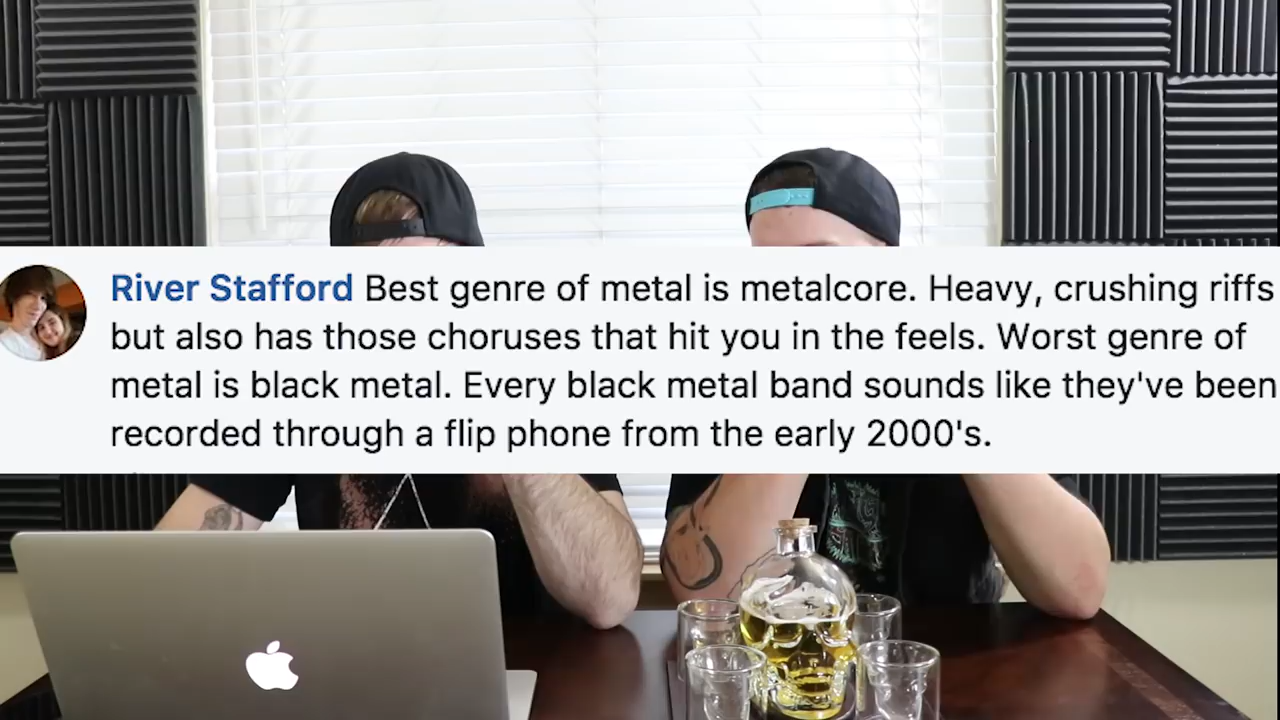 River Stafford Best genre of metal is metalcore. Heavy, crushing riffs
but also has those choruses that hit you in the feels. Worst genre of
metal is black metal. Every black metal band sounds like they've been
recorded through a flip phone from the early 2000's.